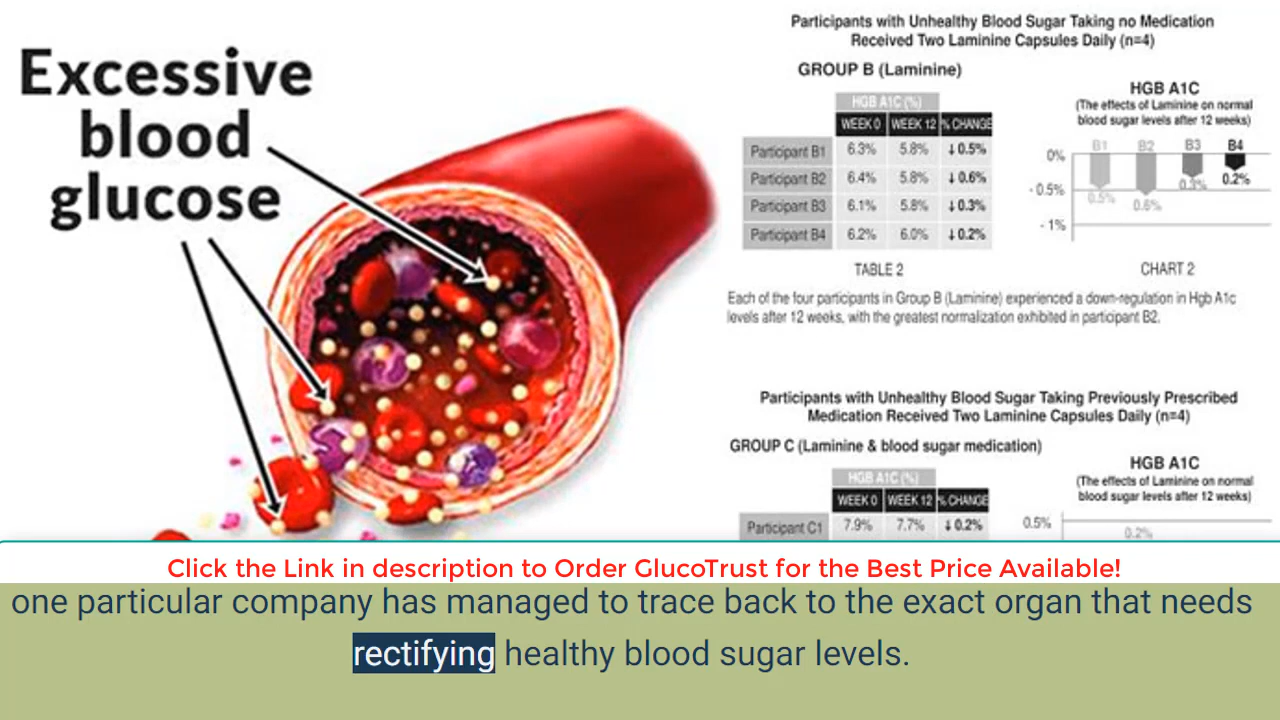 Excessive
blood
glucose
Participants with Unhealthy Blood Sugar Taking no Medication
Received Two Laminine Capsules Daily (n=4)
GROUP B (Laminine)
HGB A1C (%)
WEEK 0 WEEK 12 % CHANGE
Participant B1 6.3% 5.8% ↓0.5%
Participant B2 6.4% 5.8% ↓0.6%
Participant B3 6.1% 5.8% ↓0.3%
Participant B4 6.2% 6.0% ↓0.2%
TABLE 2
HGB A1C
(The effects of Laminine on normal
blood sugar levels after 12 weeks)
B1 B2 B3 B4
0%
- 0.5%
- 1%
0.5% 0.6% 0.3% 0.2%
CHART 2
Each of the four participants in Group B (Laminine) experienced a down-regulation in Hgb A1c
levels after 12 weeks, with the greatest normalization exhibited in participant B2.
Participants with Unhealthy Blood Sugar Taking Previously Prescribed
Medication Received Two Laminine Capsules Daily (n=4)
GROUP C (Laminine & blood sugar medication)
HGB A1C (%)
WEEK 0 WEEK 12 % CHANGE
Participant C1 7.9% 7.7% ↓0.2%
HGB A1C
(The effects of Laminine on normal
blood sugar levels after 12 weeks)
0.5%
0.2%
Click the Link in description to Order GlucoTrust for the Best Price Available!
one particular company has managed to trace back to the exact organ that needs
rectifying healthy blood sugar levels.